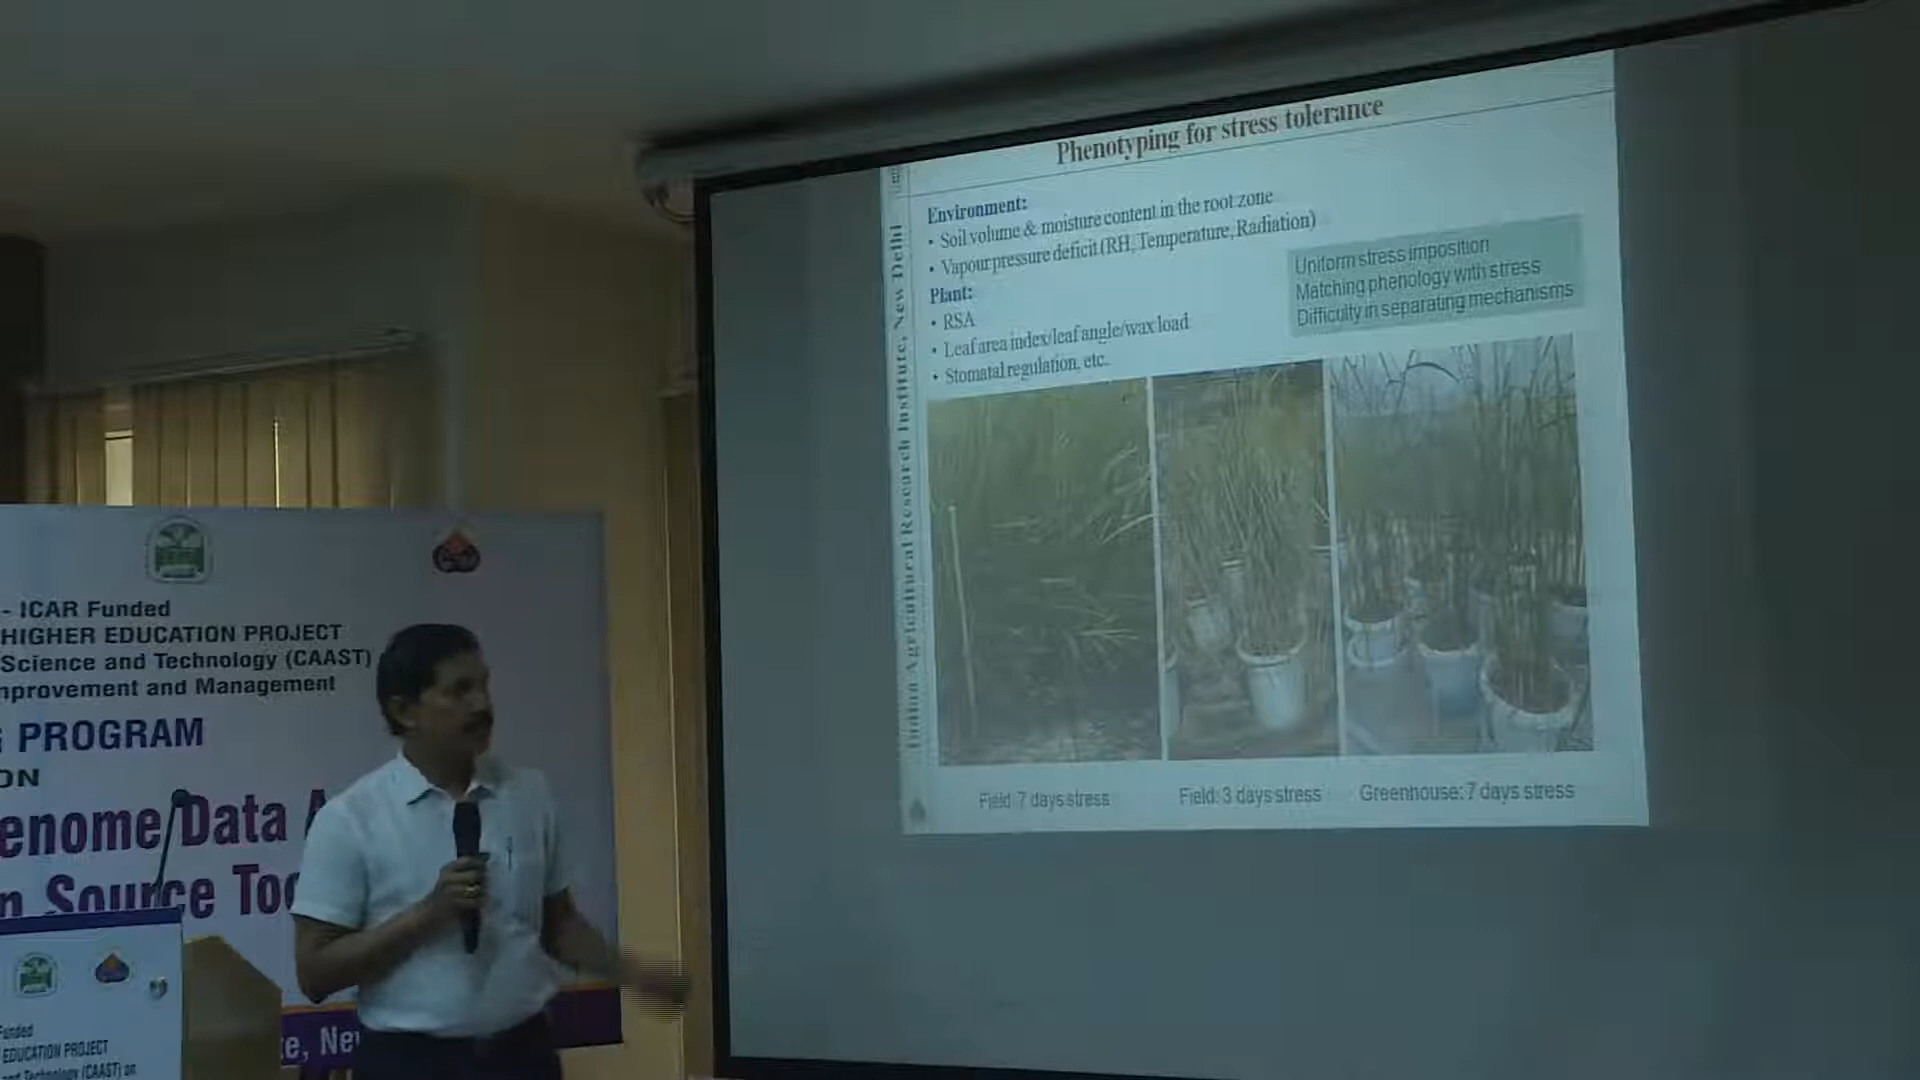 Phenotyping for stress tolerance
Environment:
• Soil volume & moisture content in the root zone
• Vapour pressure deficit (RH, Temperature, Radiation)
Plant:
• RSA
• Leaf area index/leaf angle/wax load
• Stomatal regulation, etc.
Uniform stress imposition
Matching phenology with stress
Difficulty in separating mechanisms
Indian Agricultural Research Institute, New Delhi
Field: 7 days stress
Field: 3 days stress
Greenhouse: 7 days stress
- ICAR Funded
HIGHER EDUCATION PROJECT
Science and Technology (CAAST)
mprovement and Management
PROGRAM
ON
enome Data A
n Source Too
te, New
Funded
EDUCATION PROJECT
and Technology (CAAST) on